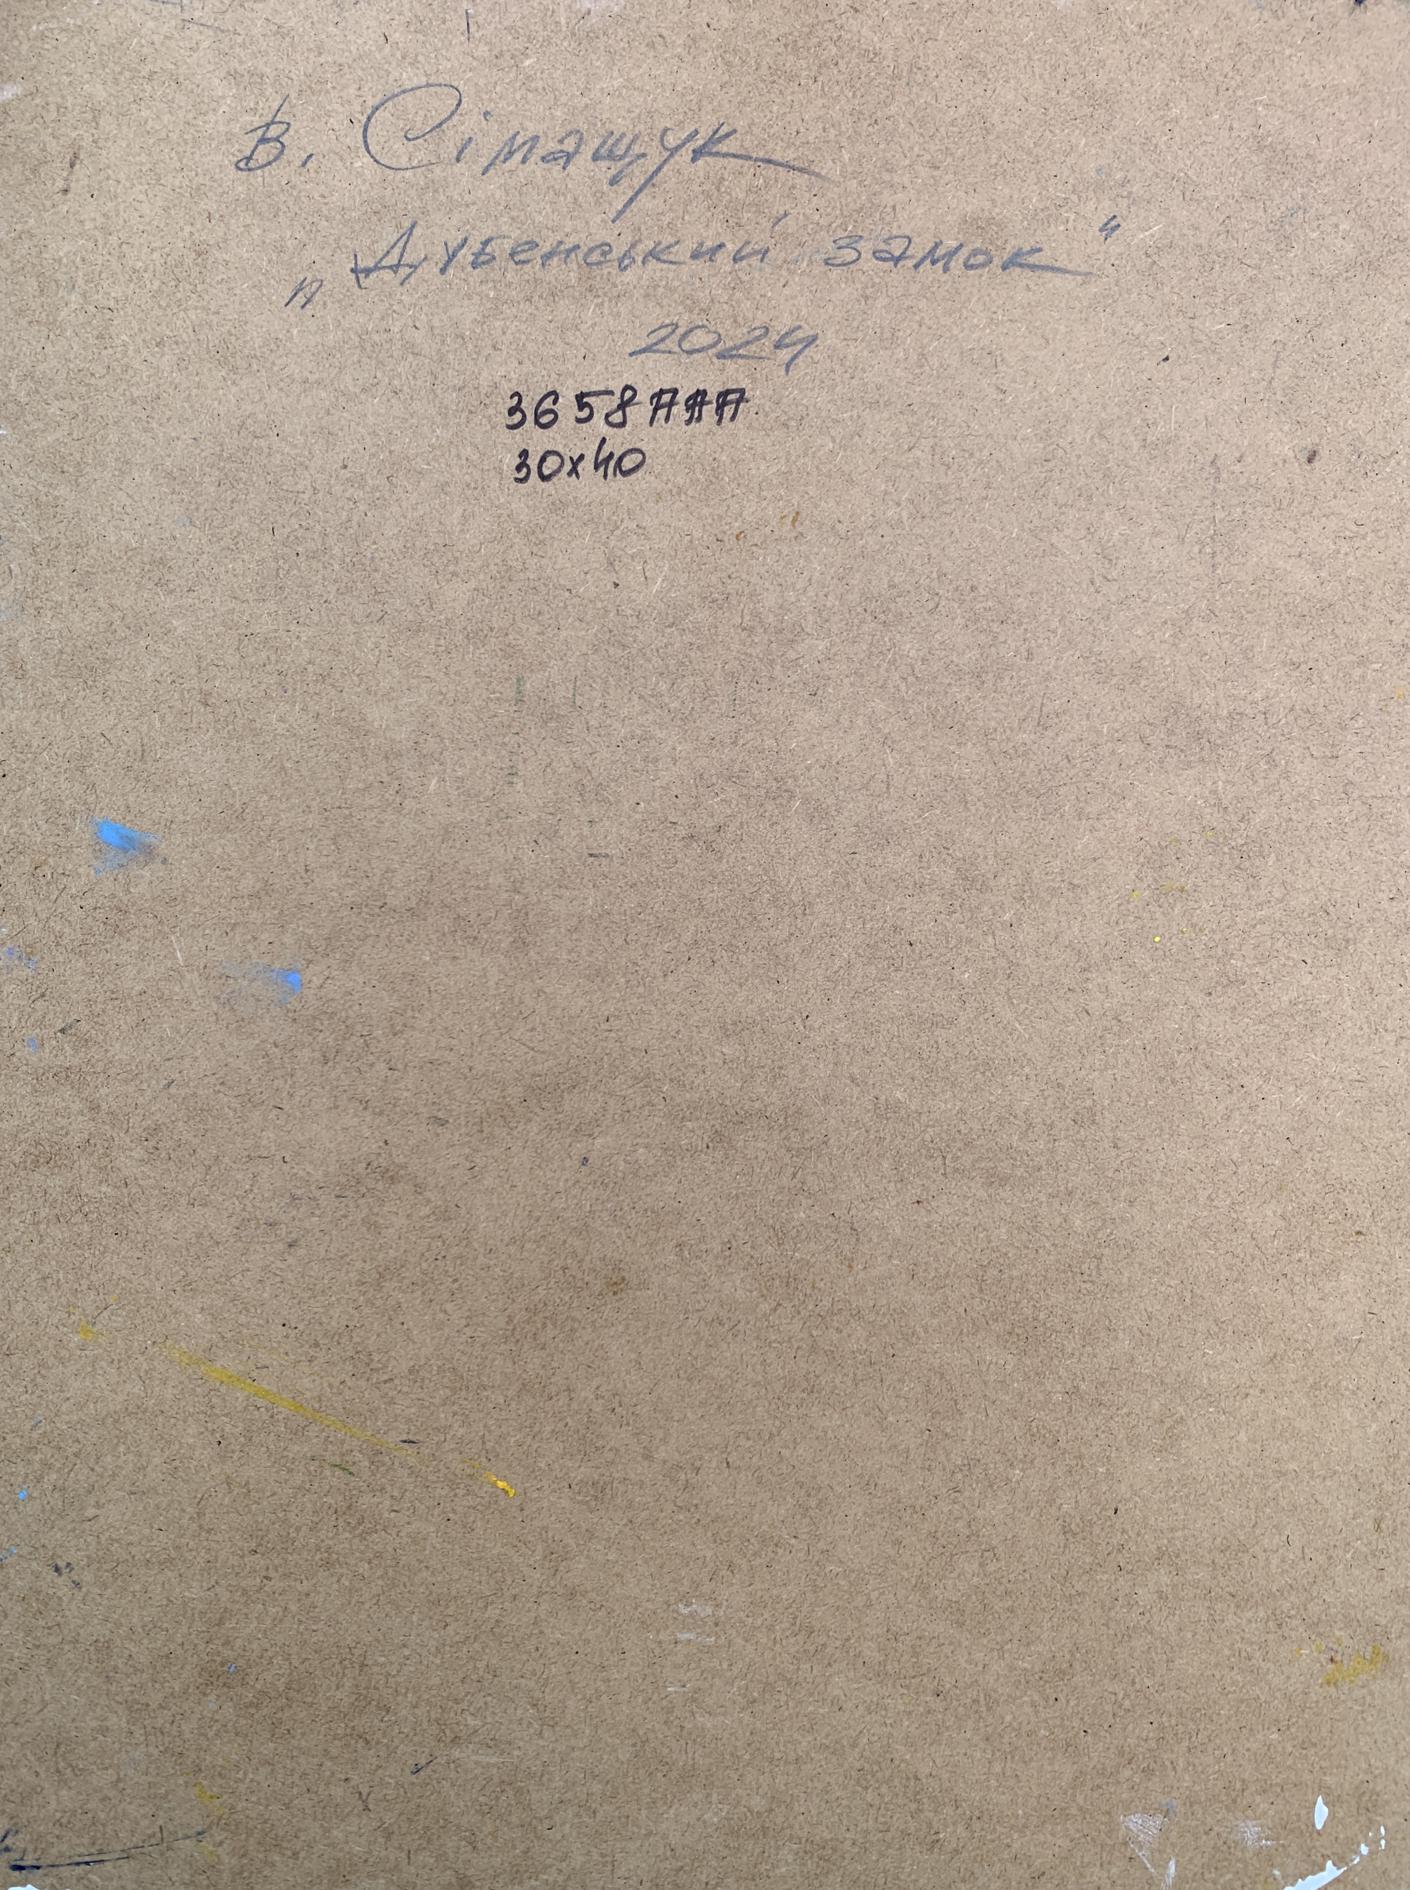 В. Сімащук
„Дубенський замок"
2024
3658ААА
30х40